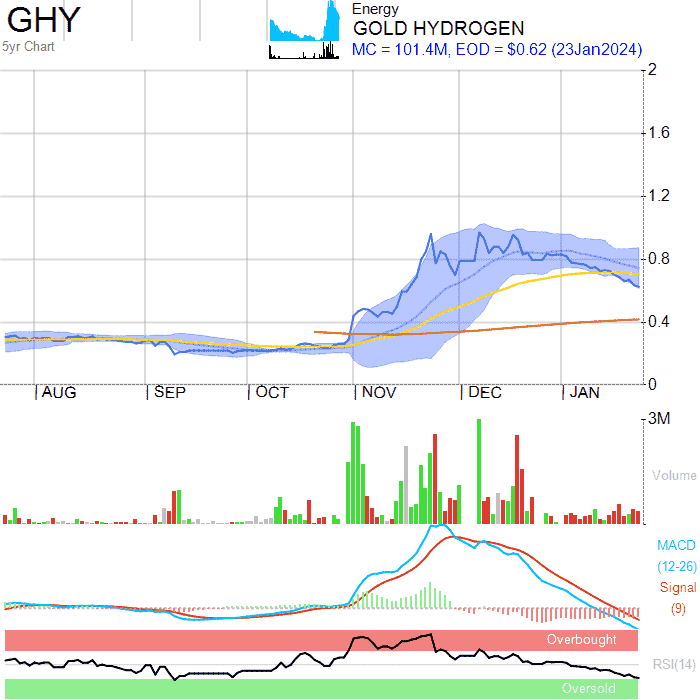 GHY
5yr Chart
Energy
GOLD HYDROGEN
MC = 101.4M, EOD = $0.62 (23Jan2024)
2
1.6
1.2
0.8
0.4
0
AUG
SEP
OCT
NOV
DEC
JAN
3M
Volume
MACD
(12-26)
Signal
(9)
Overbought
RSI(14)
Oversold